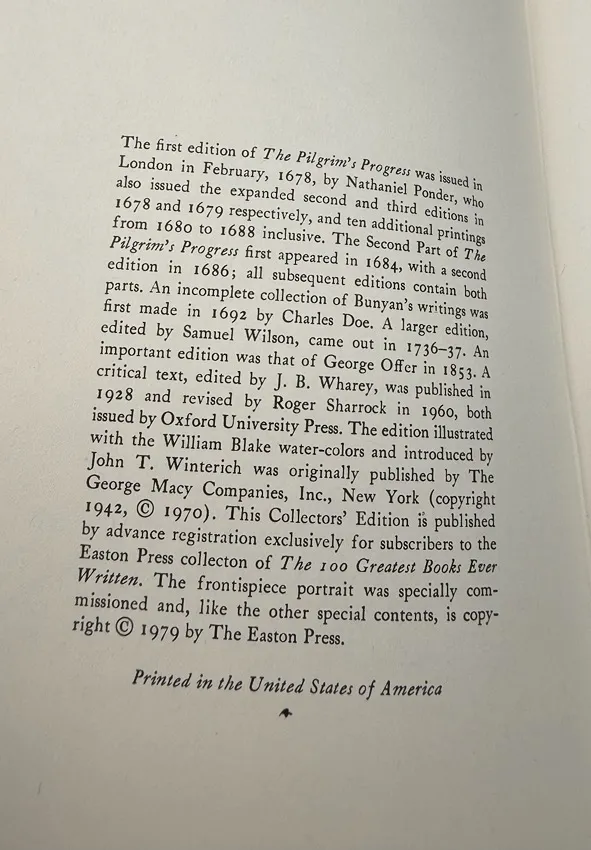 The first edition of The Pilgrim's Progress was issued in
London in February, 1678, by Nathaniel Ponder, who
also issued the expanded second and third editions in
1678 and 1679 respectively, and ten additional printings
from 1680 to 1688 inclusive. The Second Part of The
Pilgrim's Progress first appeared in 1684, with a second
edition in 1686; all subsequent editions contain both
parts. An incomplete collection of Bunyan's writings was
first made in 1692 by Charles Doe. A larger edition,
edited by Samuel Wilson, came out in 1736–37. An
important edition was that of George Offer in 1853. A
critical text, edited by J. B. Wharey, was published in
1928 and revised by Roger Sharrock in 1960, both
issued by Oxford University Press. The edition illustrated
with the William Blake water-colors and introduced by
John T. Winterich was originally published by The
George Macy Companies, Inc., New York (copyright
1942, © 1970). This Collectors' Edition is published
by advance registration exclusively for subscribers to the
Easton Press collecton of The 100 Greatest Books Ever
Written. The frontispiece portrait was specially com-
missioned and, like the other special contents, is copy-
right © 1979 by The Easton Press.
Printed in the United States of America